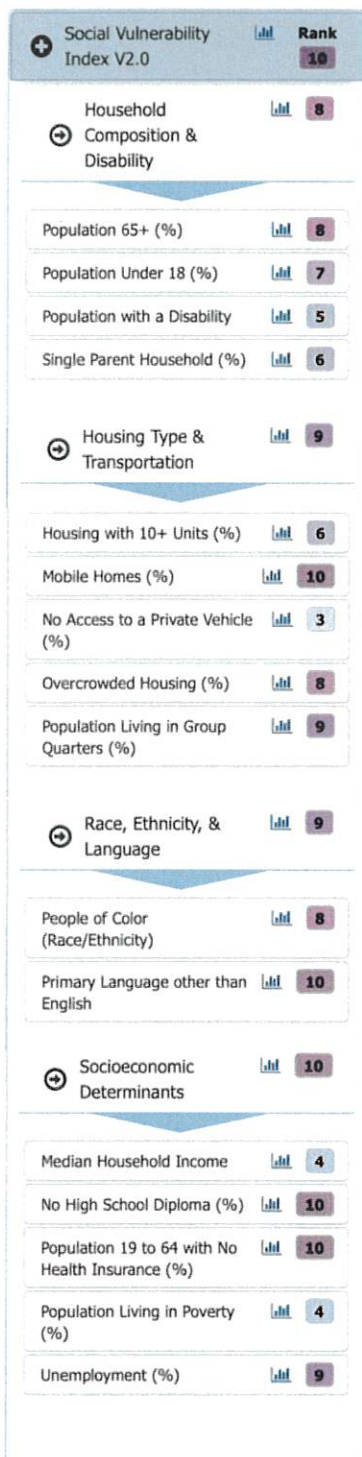 Social Vulnerability Rank
Index V2.0 10
Household 8
Composition &
Disability
Population 65+ (%) 8
Population Under 18 (%) 7
Population with a Disability 5
Single Parent Household (%) 6
Housing Type & 9
Transportation
Housing with 10+ Units (%) 6
Mobile Homes (%) 10
No Access to a Private Vehicle 3
(%)
Overcrowded Housing (%) 8
Population Living in Group 9
Quarters (%)
Race, Ethnicity, & 9
Language
People of Color 8
(Race/Ethnicity)
Primary Language other than 10
English
Socioeconomic 10
Determinants
Median Household Income 4
No High School Diploma (%) 10
Population 19 to 64 with No 10
Health Insurance (%)
Population Living in Poverty 4
(%)
Unemployment (%) 9